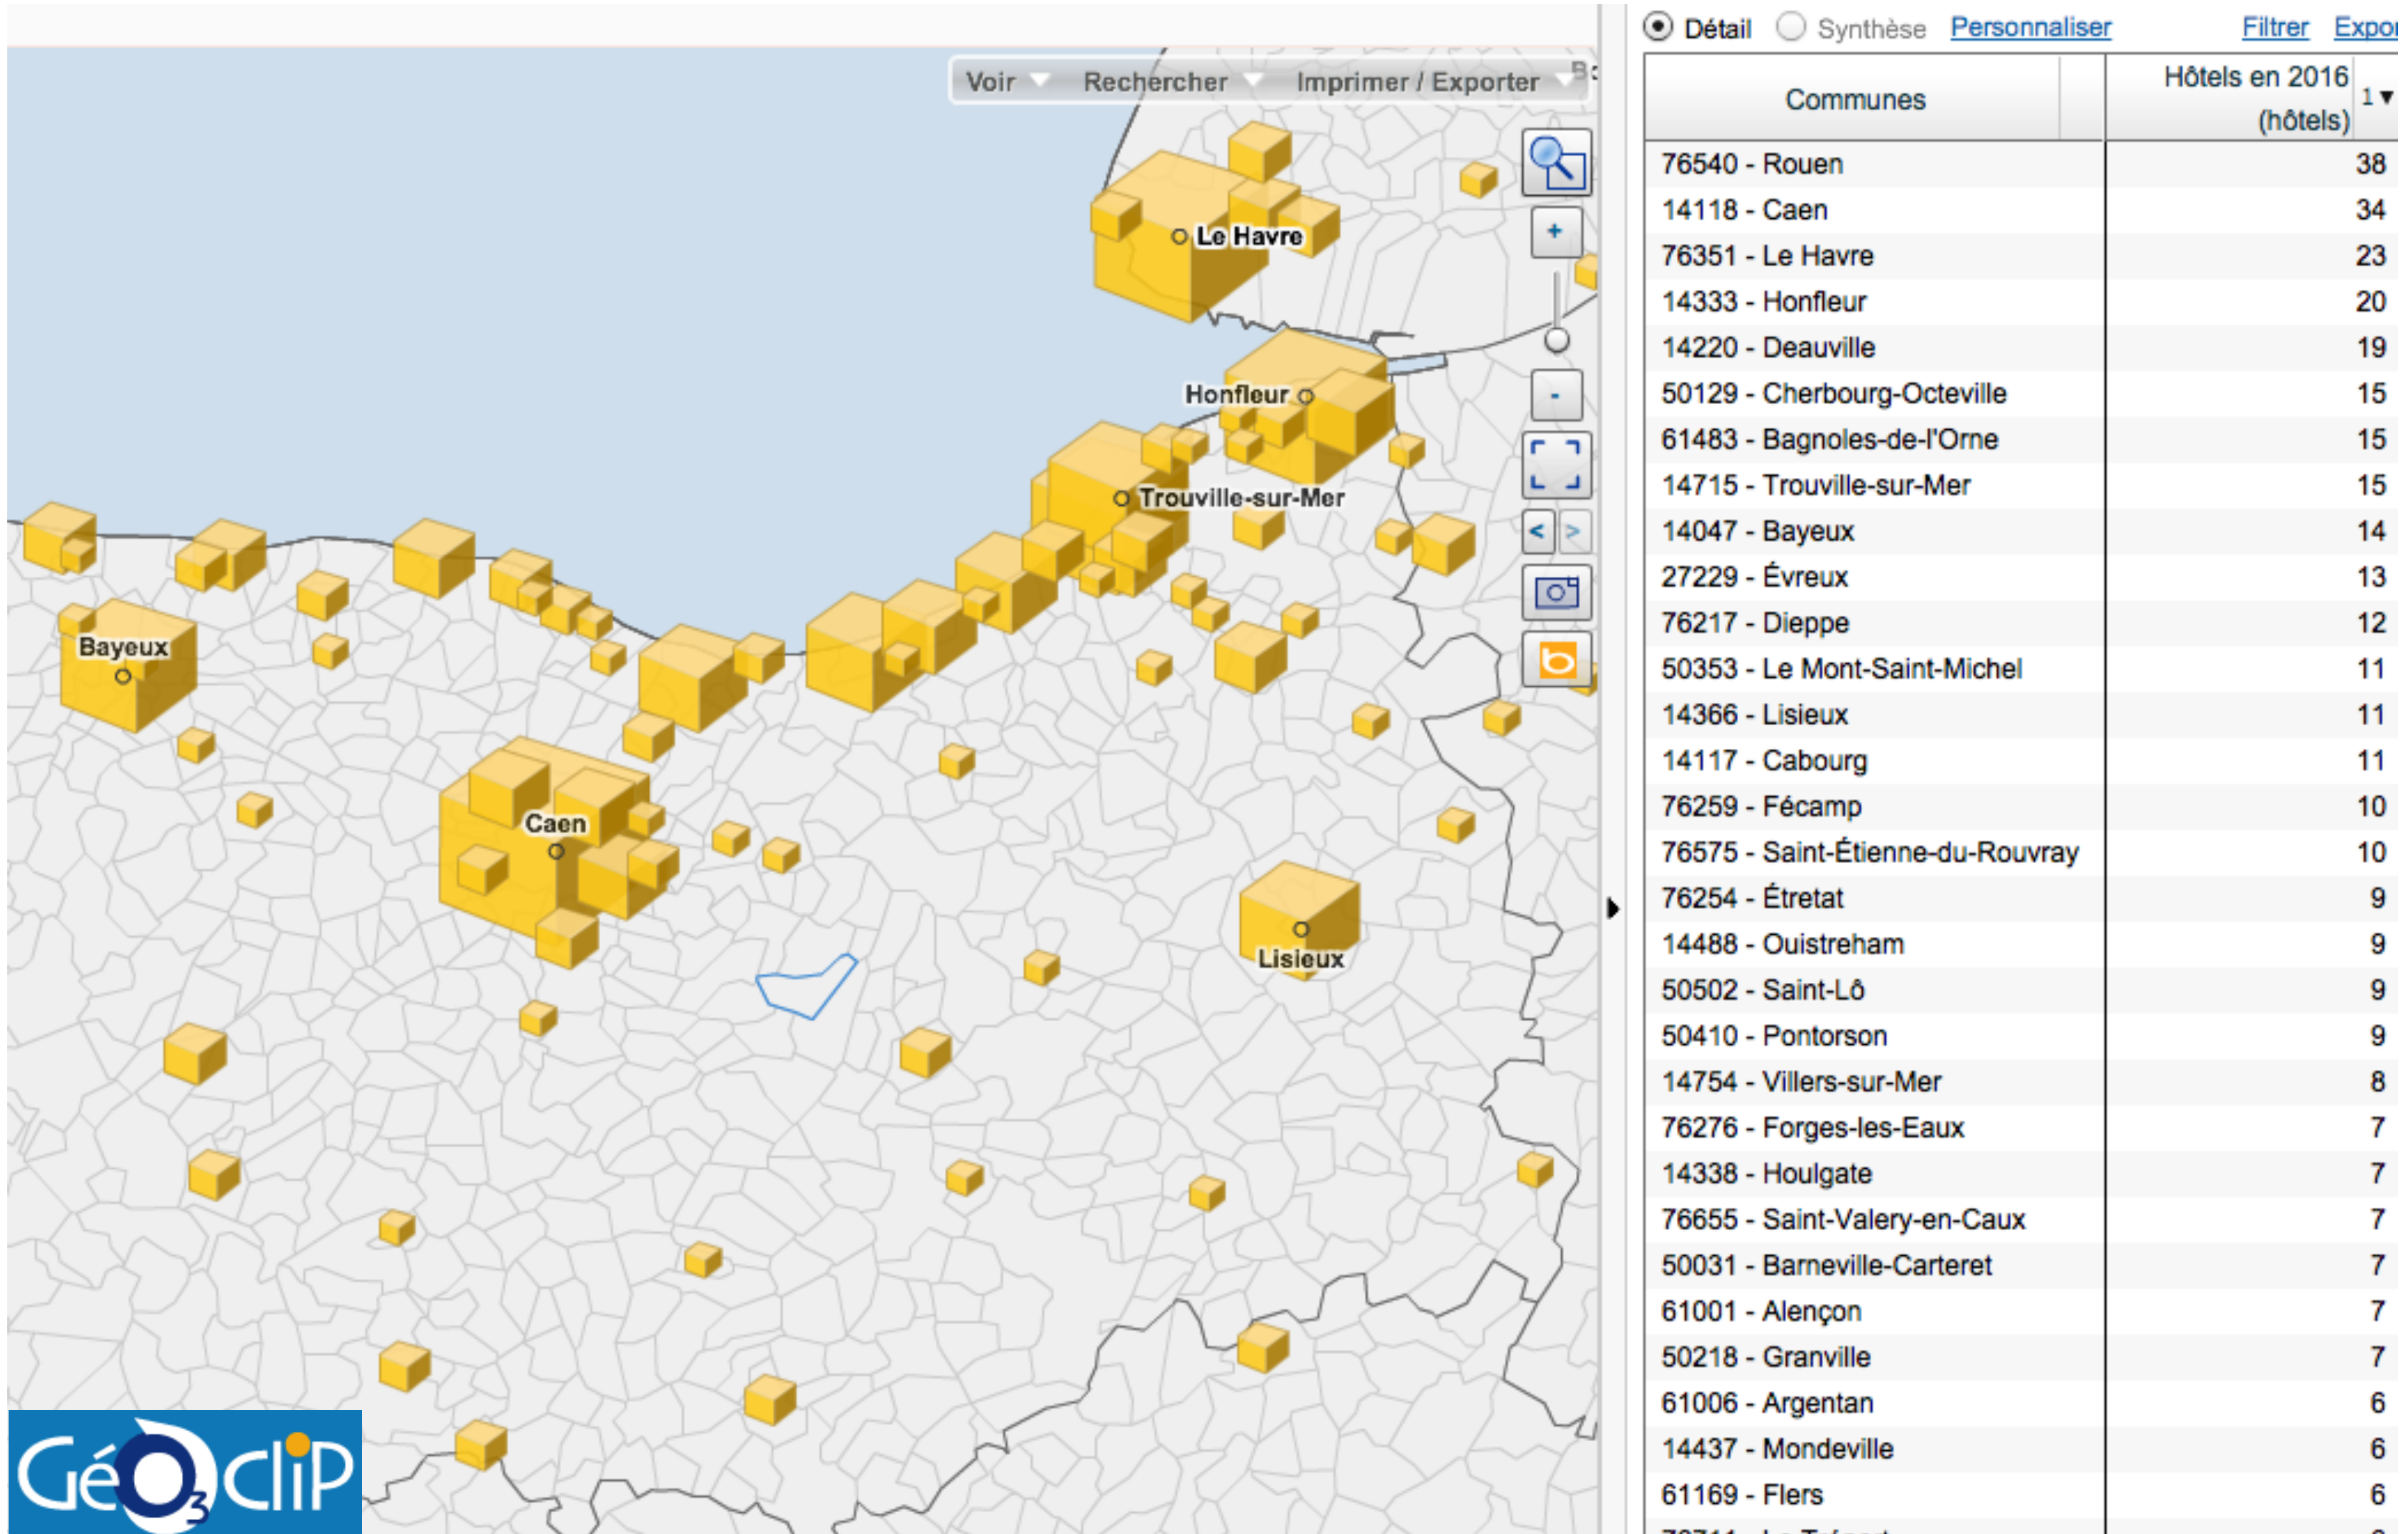 Voir Rechercher Imprimer / Exporter
Le Havre
Honfleur
Trouville-sur-Mer
Bayeux
Caen
Lisieux
+
-
< >
GéO3cliP
Détail Synthèse Personnaliser Filtrer Expor
Communes
Hôtels en 2016
(hôtels)
1▼
76540 - Rouen 38
14118 - Caen 34
76351 - Le Havre 23
14333 - Honfleur 20
14220 - Deauville 19
50129 - Cherbourg-Octeville 15
61483 - Bagnoles-de-l'Orne 15
14715 - Trouville-sur-Mer 15
14047 - Bayeux 14
27229 - Évreux 13
76217 - Dieppe 12
50353 - Le Mont-Saint-Michel 11
14366 - Lisieux 11
14117 - Cabourg 11
76259 - Fécamp 10
76575 - Saint-Étienne-du-Rouvray 10
76254 - Étretat 9
14488 - Ouistreham 9
50502 - Saint-Lô 9
50410 - Pontorson 9
14754 - Villers-sur-Mer 8
76276 - Forges-les-Eaux 7
14338 - Houlgate 7
76655 - Saint-Valery-en-Caux 7
50031 - Barneville-Carteret 7
61001 - Alençon 7
50218 - Granville 7
61006 - Argentan 6
14437 - Mondeville 6
61169 - Flers 6